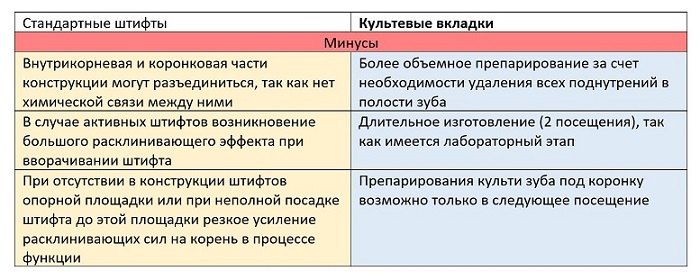 Стандартные штифты
Культевые вкладки
Минусы
Внутрикорневая и коронковая части
конструкции могут разъединиться, так как нет
химической связи между ними
Более объемное препарирование за счет
необходимости удаления всех поднутрений в
полости зуба
В случае активных штифтов возникновение
большого расклинивающего эффекта при
вворачивании штифта
Длительное изготовление (2 посещения), так
как имеется лабораторный этап
При отсутствии в конструкции штифтов
опорной площадки или при неполной посадке
штифта до этой площадки резкое усиление
расклинивающих сил на корень в процессе
функции
Препарирования культи зуба под коронку
возможно только в следующее посещение